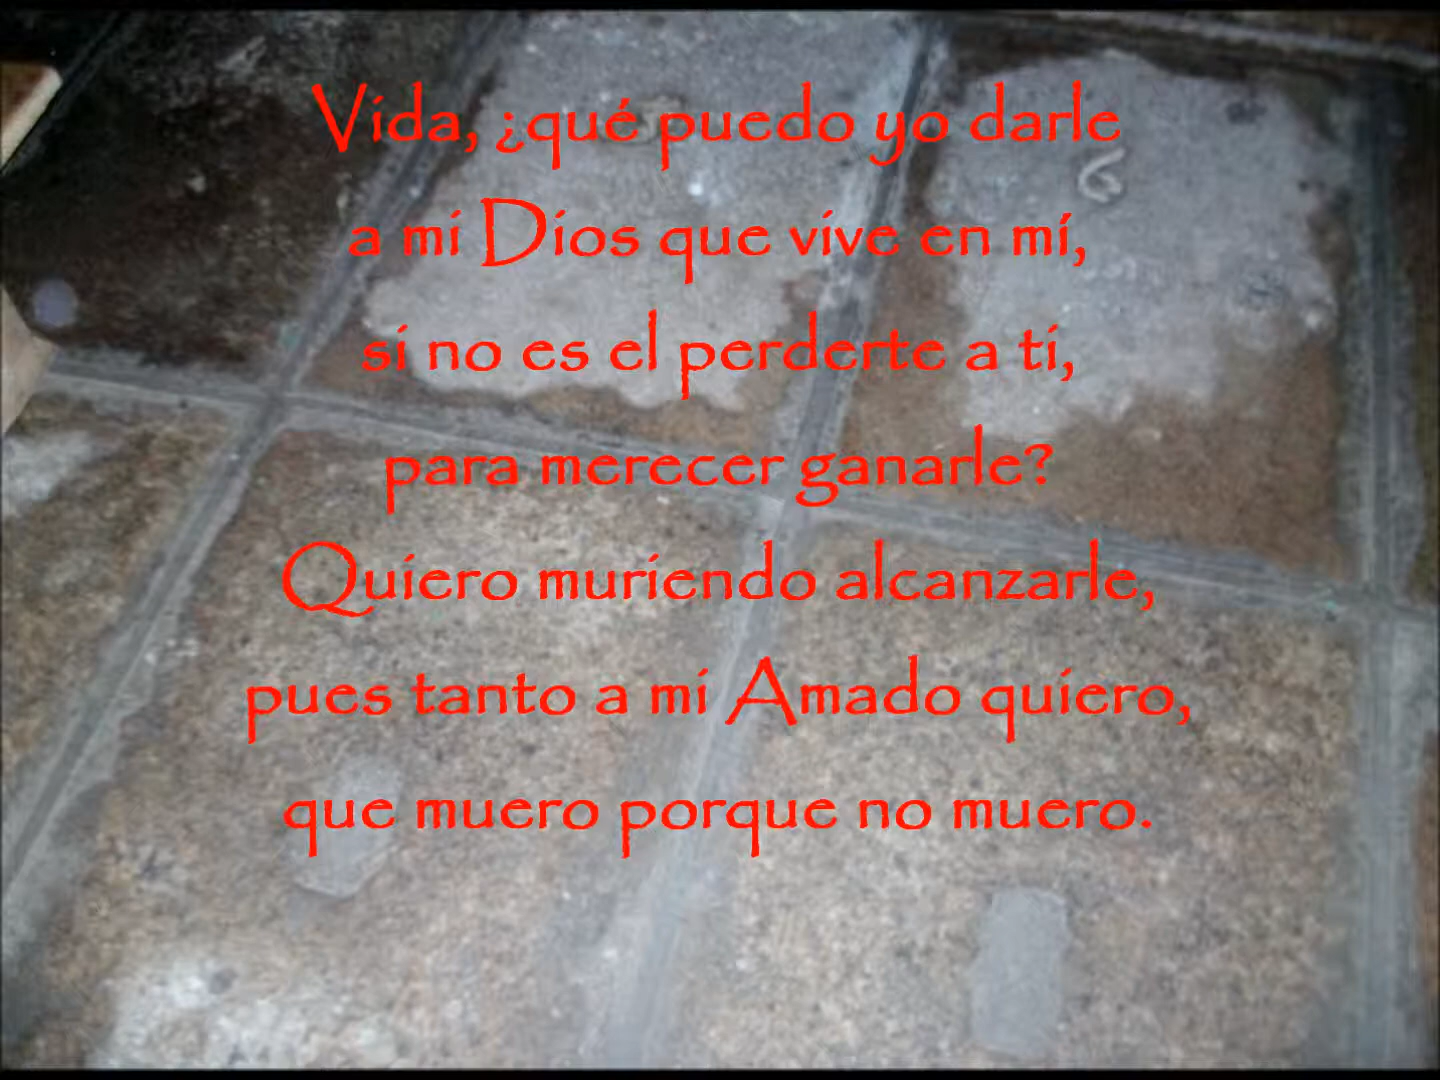 Vida, ¿qué puedo yo darle
a mi Dios que vive en mí,
si no es el perderte a ti,
para merecer ganarle?
Quiero muriendo alcanzarle,
pues tanto a mi Amado quiero,
que muero porque no muero.
6